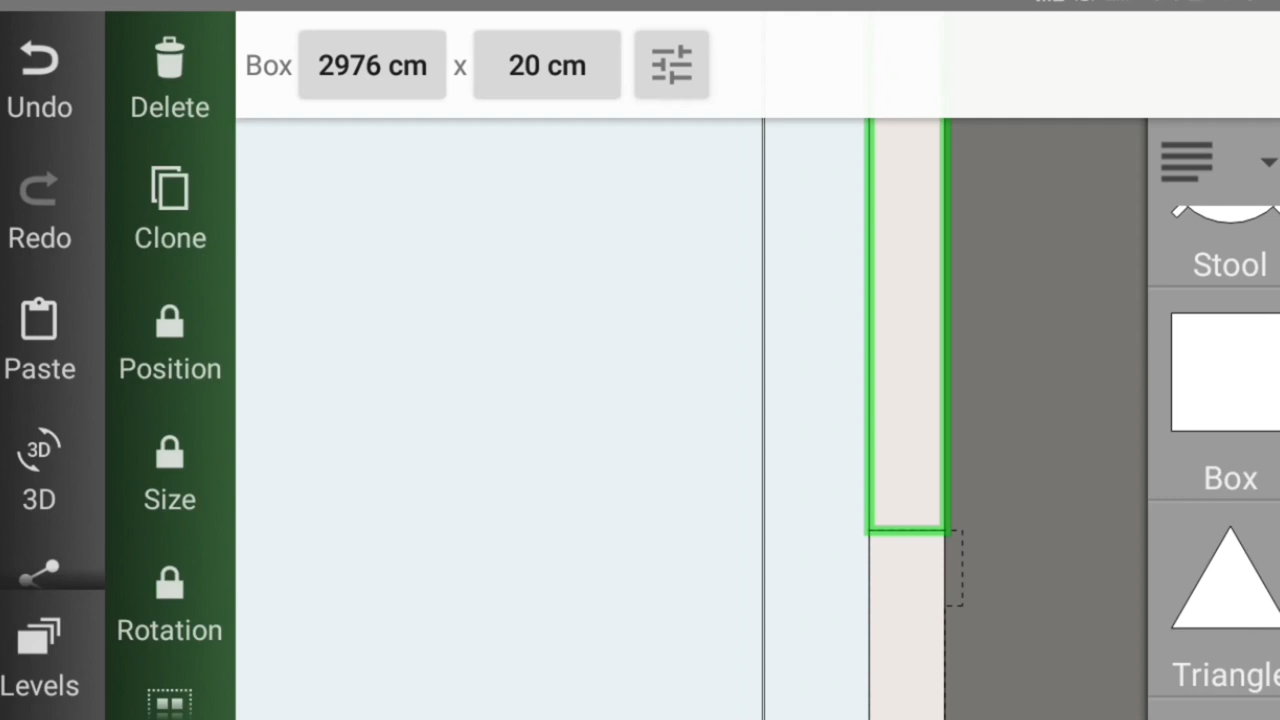 Undo
Redo
Paste
3D
3D
Levels
Delete
Clone
Position
Size
Rotation
Box 2976 cm x 20 cm
Stool
Box
Triangle